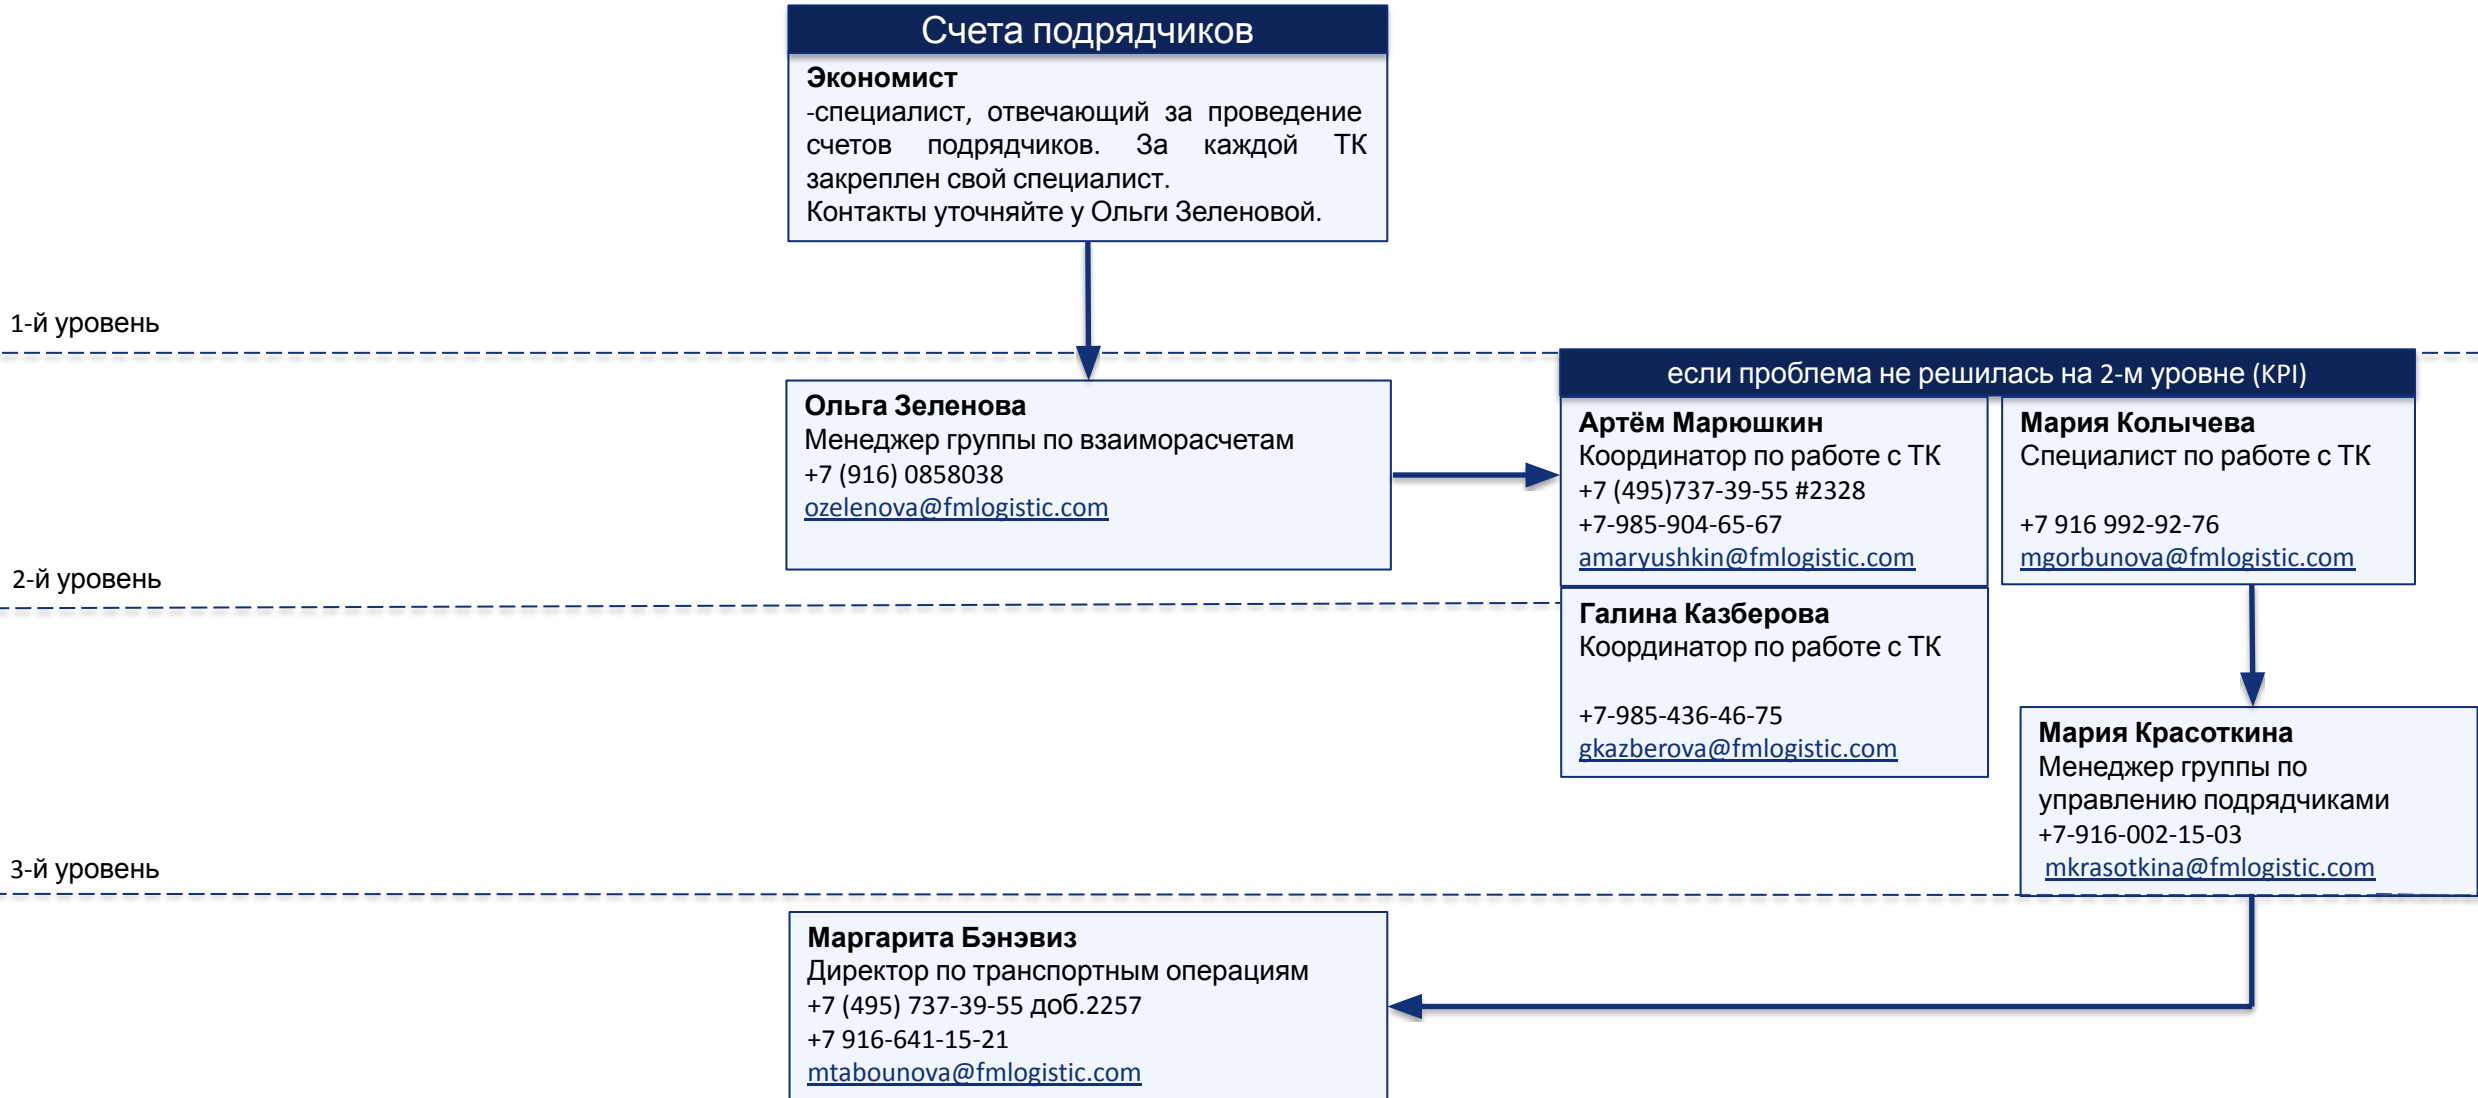 Счета подрядчиков
Экономист
-специалист, отвечающий за проведение
счетов подрядчиков. За каждой ТК
закреплен свой специалист.
Контакты уточняйте у Ольги Зеленовой.
1-й уровень
Ольга Зеленова
Менеджер группы по взаиморасчетам
+7 (916) 0858038
ozelenova@fmlogistic.com
если проблема не решилась на 2-м уровне (KPI)
Артём Марюшкин
Координатор по работе с ТК
+7 (495)737-39-55 #2328
+7-985-904-65-67
amaryushkin@fmlogistic.com
Мария Колычева
Специалист по работе с ТК
+7 916 992-92-76
mgorbunova@fmlogistic.com
2-й уровень
Галина Казберова
Координатор по работе с ТК
+7-985-436-46-75
gkazberova@fmlogistic.com
Мария Красоткина
Менеджер группы по
управлению подрядчиками
+7-916-002-15-03
mkrasotkina@fmlogistic.com
3-й уровень
Маргарита Бэнэвиз
Директор по транспортным операциям
+7 (495) 737-39-55 доб.2257
+7 916-641-15-21
mtabounova@fmlogistic.com